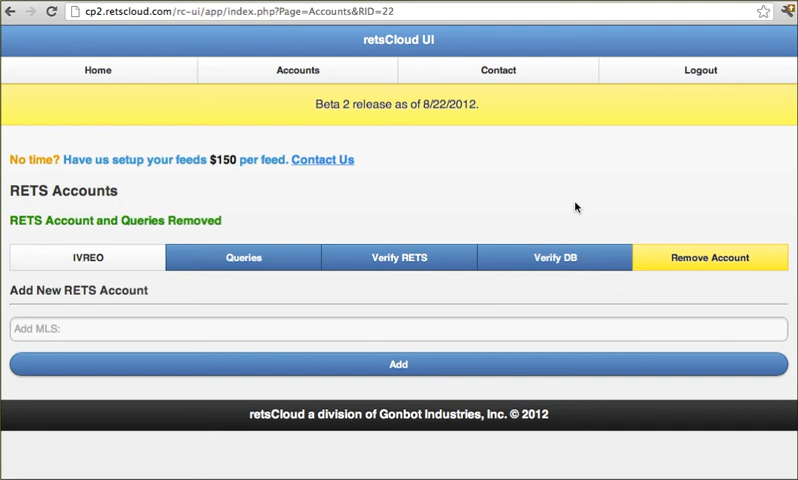 cp2.retscloud.com/rc-ui/app/index.php?Page=Accounts&RID=22
retsCloud UI
Home Accounts Contact Logout
Beta 2 release as of 8/22/2012.
No time? Have us setup your feeds $150 per feed. Contact Us
RETS Accounts
RETS Account and Queries Removed
IVREO Queries Verify RETS Verify DB Remove Account
Add New RETS Account
Add MLS:
Add
retsCloud a division of Gonbot Industries, Inc. © 2012